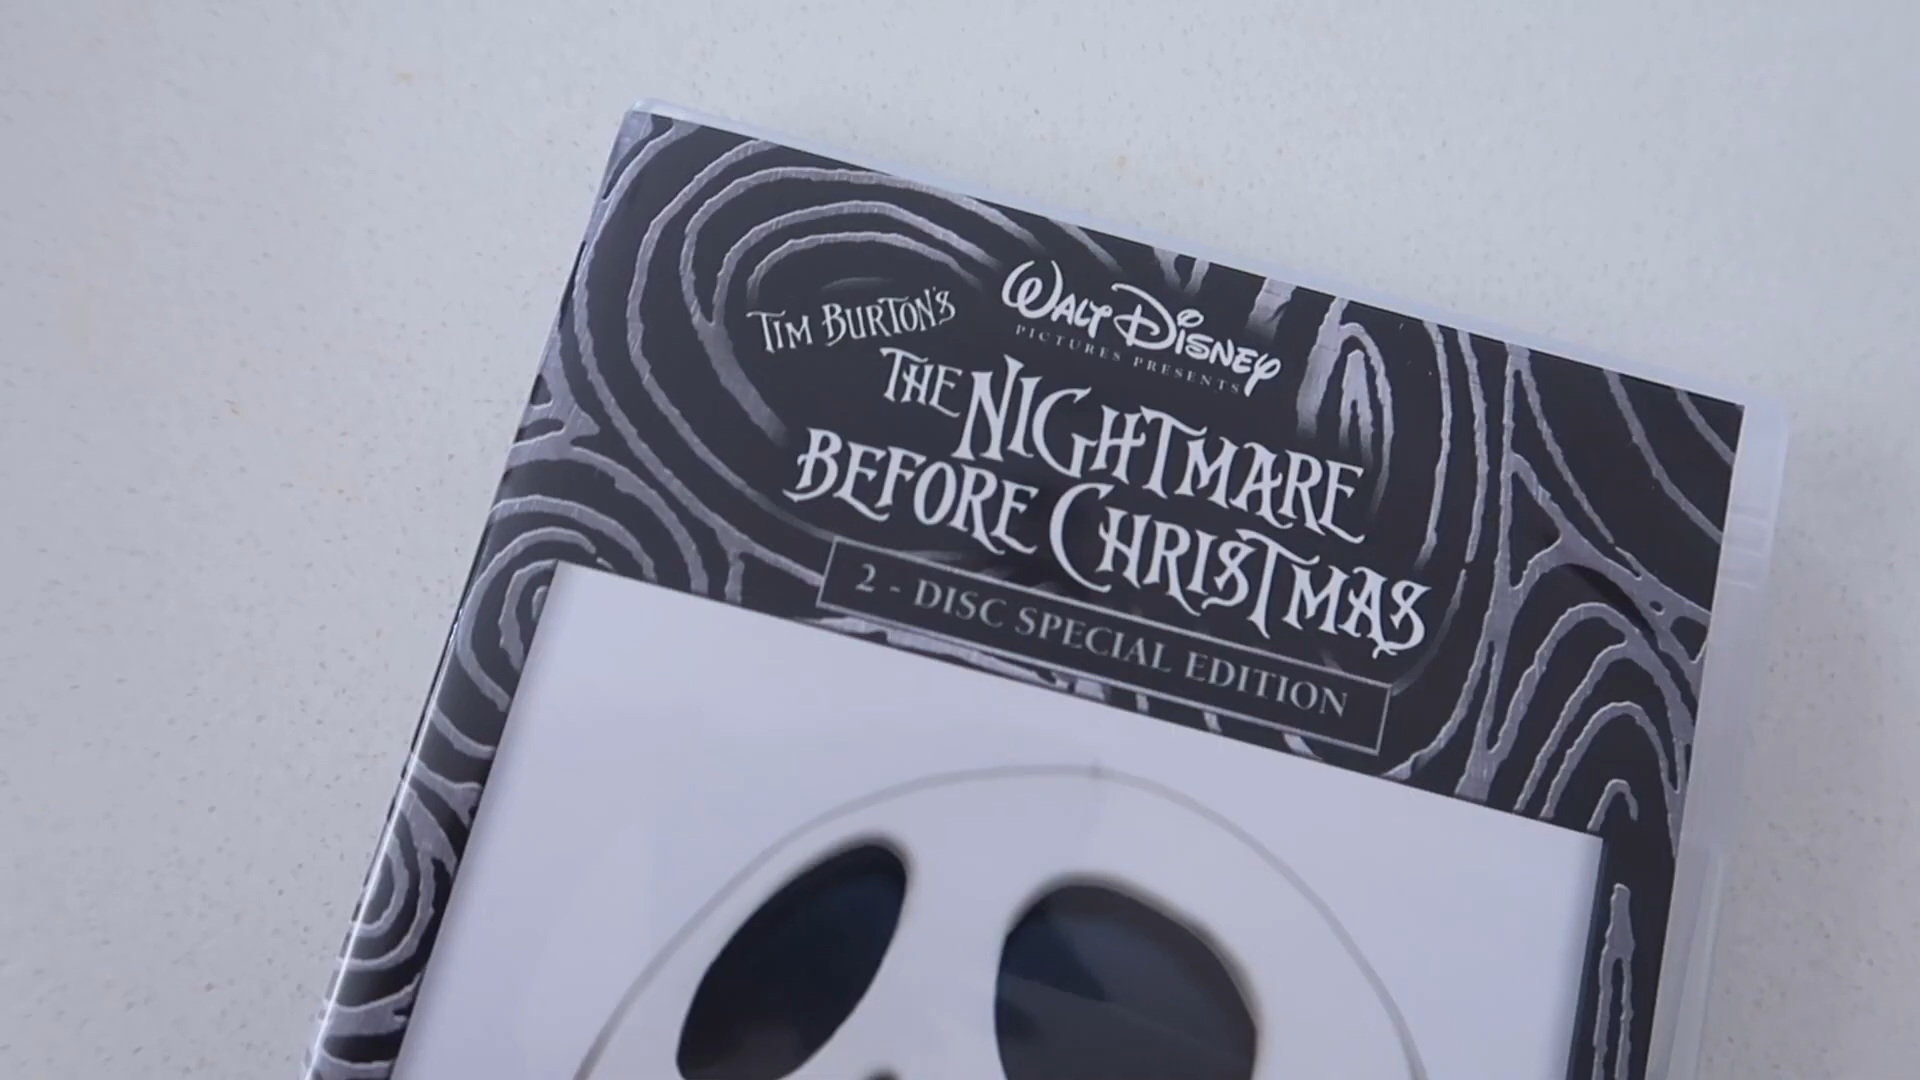 WALT DISNEY
PICTURES PRESENTS
TIM BURTON'S
THE NIGHTMARE
BEFORE CHRISTMAS
2 - DISC SPECIAL EDITION